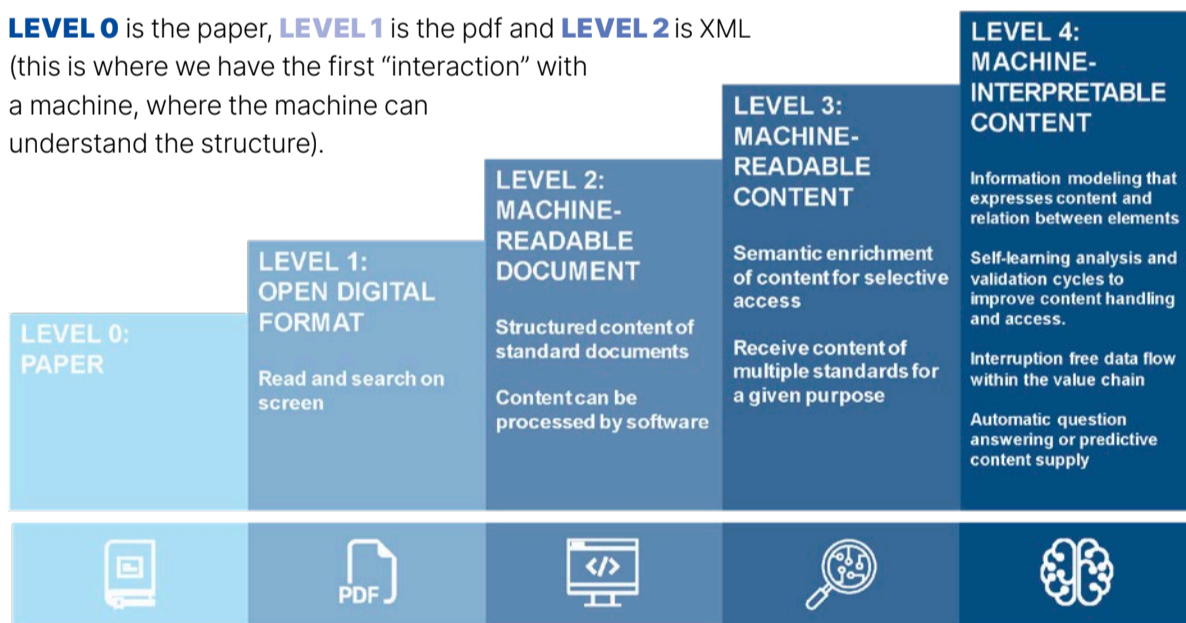 LEVEL 0 is the paper, LEVEL 1 is the pdf and LEVEL 2 is XML
(this is where we have the first “interaction” with
a machine, where the machine can
understand the structure).
LEVEL 0:
PAPER
LEVEL 1:
OPEN DIGITAL
FORMAT
Read and search on
screen
LEVEL 2:
MACHINE-
READABLE
DOCUMENT
Structured content of
standard documents
Content can be
processed by software
LEVEL 3:
MACHINE-
READABLE
CONTENT
Semantic enrichment
of content for selective
access
Receive content of
multiple standards for
a given purpose
LEVEL 4:
MACHINE-
INTERPRETABLE
CONTENT
Information modeling that
expresses content and
relation between elements
Self-learning analysis and
validation cycles to
improve content handling
and access.
Interruption free data flow
within the value chain
Automatic question
answering or predictive
content supply
PDF
</>